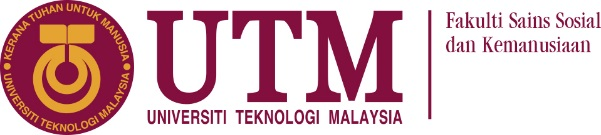 KERANA TUHAN UNTUK MANUSIA
UNIVERSITI TEKNOLOGI MALAYSIA
UTM
UNIVERSITI TEKNOLOGI MALAYSIA
Fakulti Sains Sosial
dan Kemanusiaan